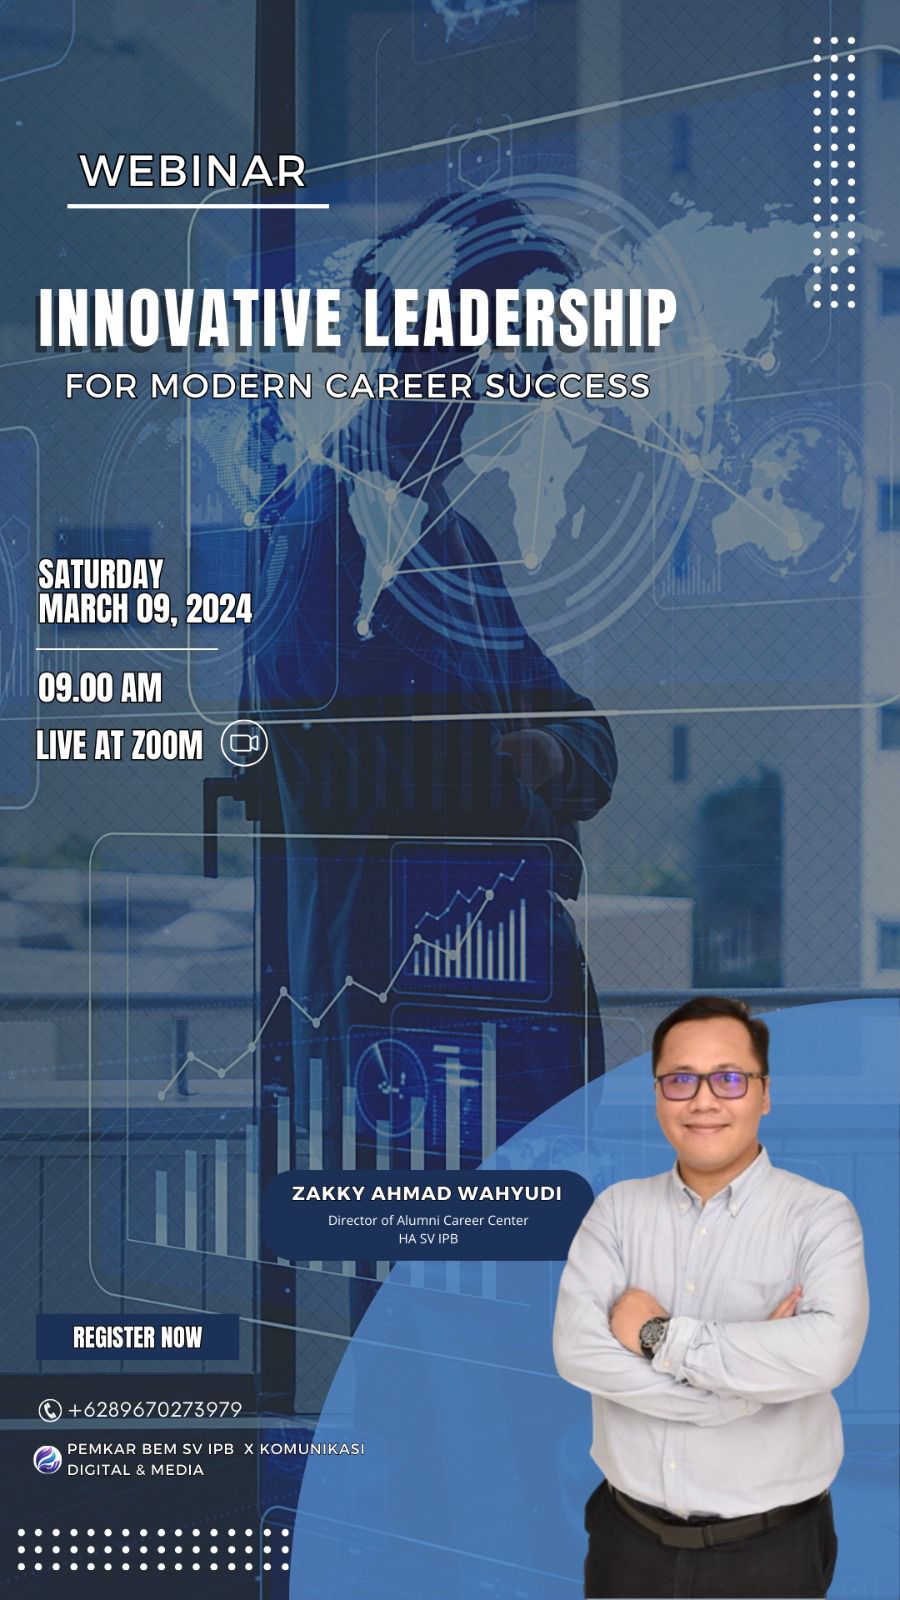 WEBINAR
INNOVATIVE LEADERSHIP
FOR MODERN CAREER SUCCESS
SATURDAY
MARCH 09, 2024
09.00 AM
LIVE AT ZOOM
ZAKKY AHMAD WAHYUDI
Director of Alumni Career Center
HA SV IPB
REGISTER NOW
+6289670273979
PEMKAR BEM SV IPB X KOMUNIKASI
DIGITAL & MEDIA